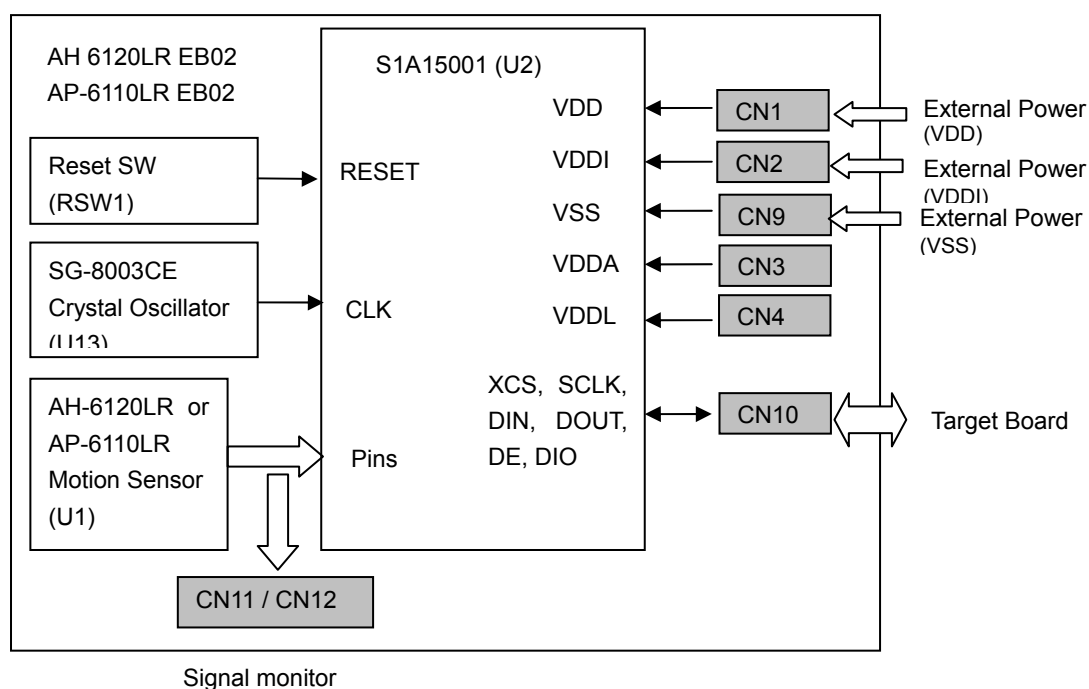 AH 6120LR EB02
AP-6110LR EB02
Reset SW
(RSW1)
SG-8003CE
Crystal Oscillator
(U13)
AH-6120LR or
AP-6110LR
Motion Sensor
(U1)
S1A15001 (U2)
RESET
CLK
Pins
VDD
VDDI
VSS
VDDA
VDDL
XCS, SCLK,
DIN, DOUT,
DE, DIO
CN1
CN2
CN9
CN3
CN4
CN10
External Power
(VDD)
External Power
(VDDI)
External Power
(VSS)
Target Board
CN11 / CN12
Signal monitor